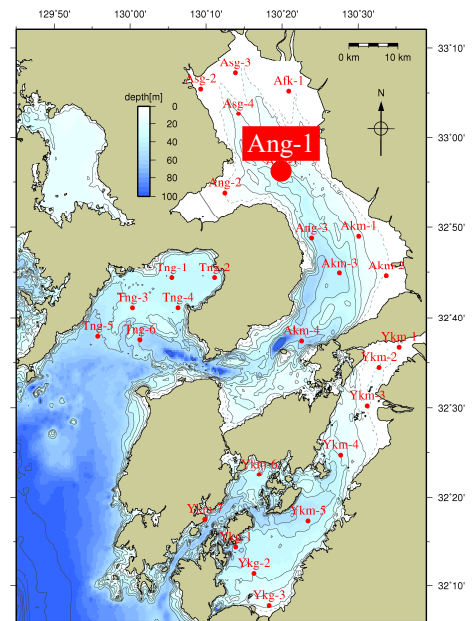 129˚50' 130˚00' 130˚10' 130˚20' 130˚30'
33˚10'
33˚00'
32˚50'
32˚40'
32˚30'
32˚20'
32˚10'
0 km 10 km
N
depth[m]
0
20
40
60
80
100
Asg-3
Asg-2
Afk-1
Asg-4
Ang-1
Ang-2
Ang-3
Akm-1
Akm-3
Akm-2
Akm-4
Tng-1
Tng-2
Tng-3
Tng-4
Tng-5
Tng-6
Ykm-1
Ykm-2
Ykm-3
Ykm-4
Ykm-6
Ykm-7
Ykm-5
Ykg-1
Ykg-2
Ykg-3